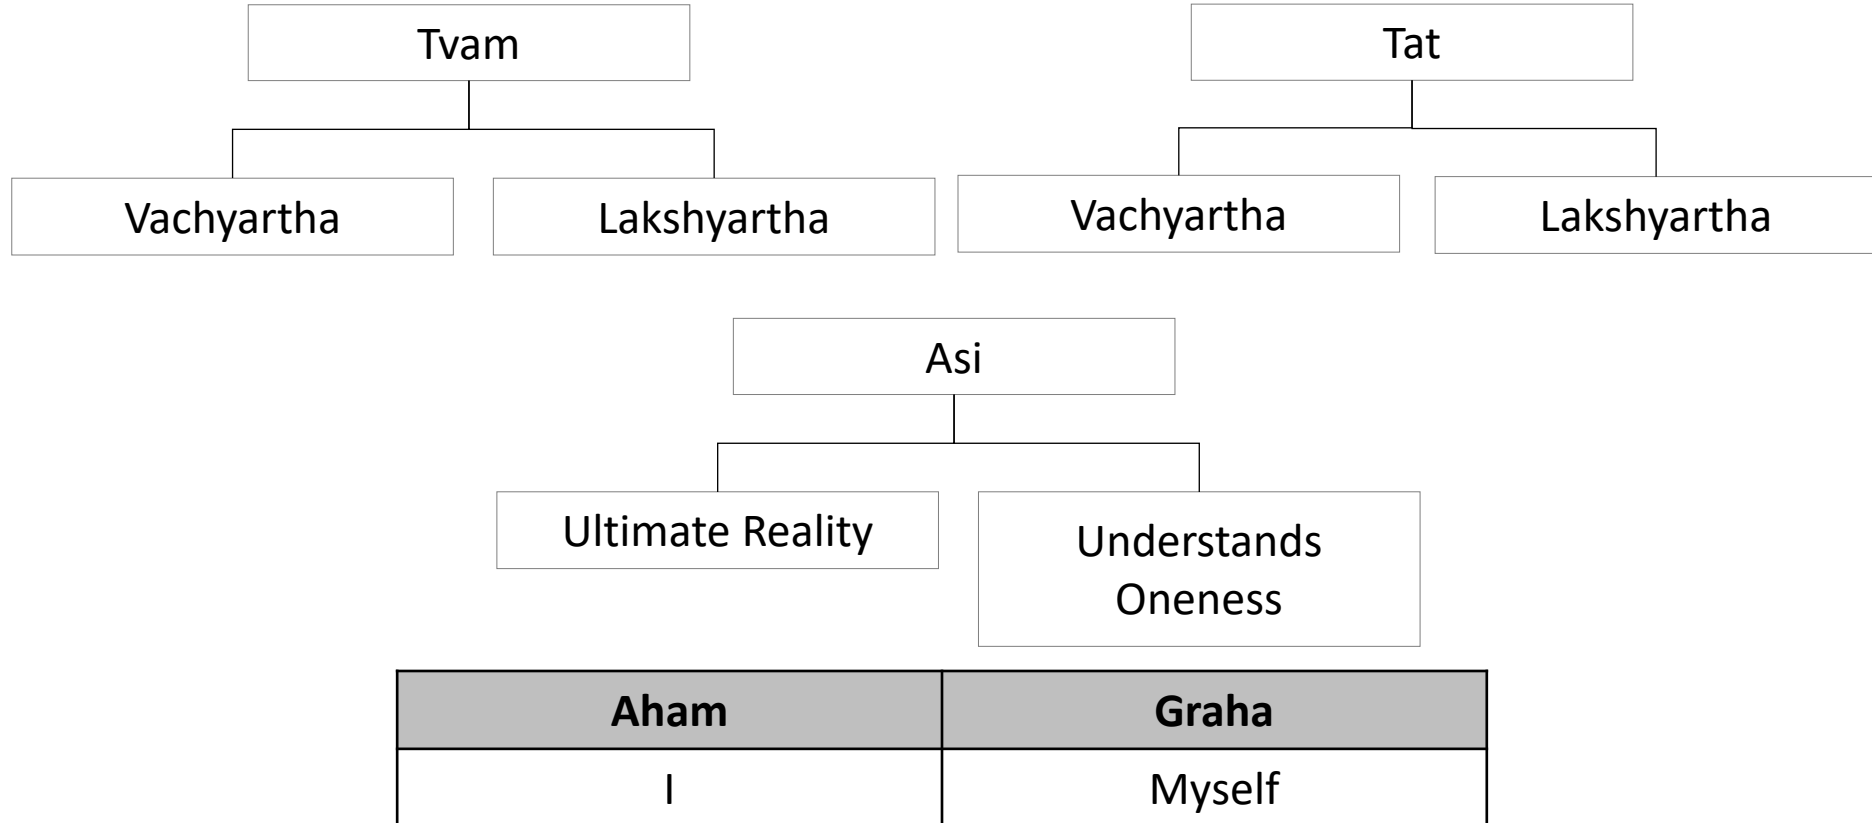 Tvam
Tat
Vachyartha
Lakshyartha
Vachyartha
Lakshyartha
Asi
Ultimate Reality
Understands
Oneness
Aham
Graha
I
Myself